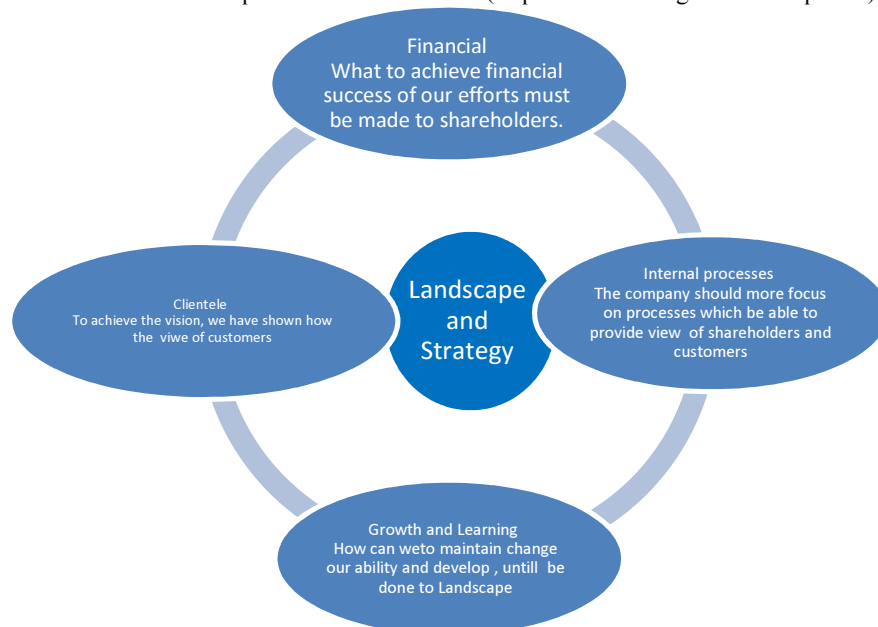 Financial
What to achieve financial
success of our efforts must
be made to shareholders.
Clientele
To achieve the vision, we have shown how
the viwe of customers
Landscape
and
Strategy
Internal processes
The company should more focus
on processes which be able to
provide view of shareholders and
customers
Growth and Learning
How can weto maintain change
our ability and develop , untill be
done to Landscape